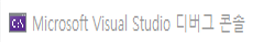 Microsoft Visual Studio 디버그 콘솔